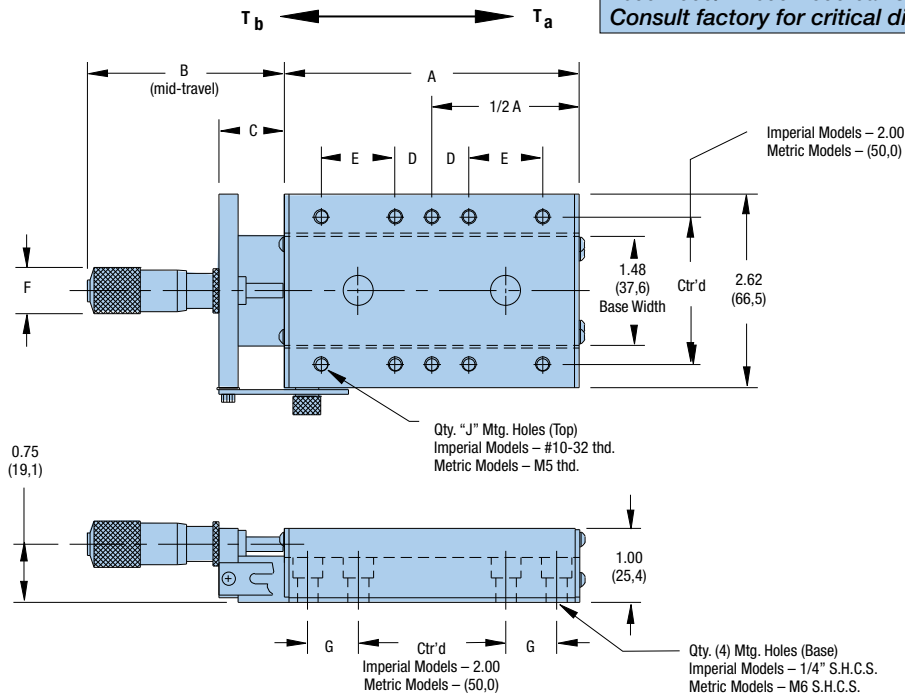 Consult factory for critical di
Tb Ta
B
(mid-travel)
A
1/2 A
C
E D D E
Imperial Models – 2.00
Metric Models – (50,0)
F
1.48
(37,6)
Base Width
Ctr'd
2.62
(66,5)
Qty. “J” Mtg. Holes (Top)
Imperial Models – #10-32 thd.
Metric Models – M5 thd.
0.75
(19,1)
1.00
(25,4)
G Ctr'd G
Imperial Models – 2.00
Metric Models – (50,0)
Qty. (4) Mtg. Holes (Base)
Imperial Models – 1/4” S.H.C.S.
Metric Models – M6 S.H.C.S.